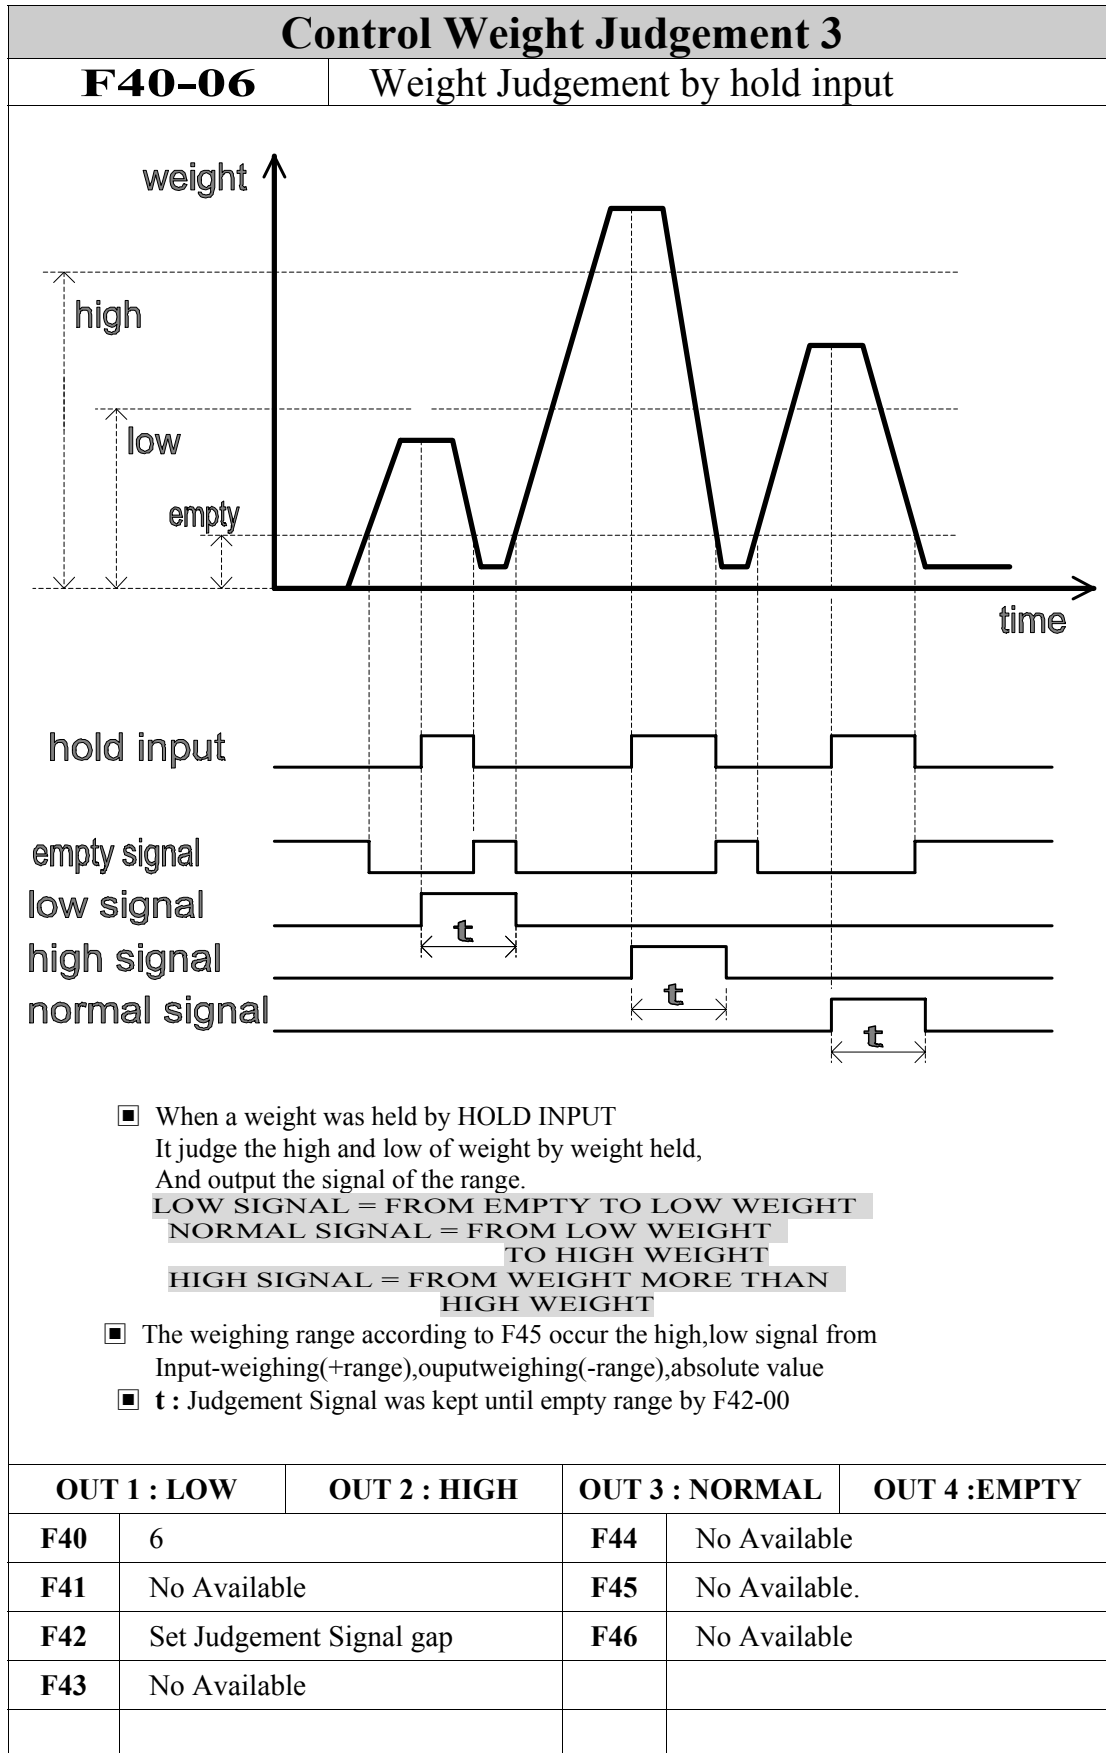 Control Weight Judgement 3
F40-06 Weight Judgement by hold input
weight
high
low
empty
time
hold input
empty signal
low signal
t
high signal
t
normal signal
t
▣ When a weight was held by HOLD INPUT
It judge the high and low of weight by weight held,
And output the signal of the range.
LOW SIGNAL = FROM EMPTY TO LOW WEIGHT
NORMAL SIGNAL = FROM LOW WEIGHT
TO HIGH WEIGHT
HIGH SIGNAL = FROM WEIGHT MORE THAN
HIGH WEIGHT
▣ The weighing range according to F45 occur the high,low signal from
Input-weighing(+range),ouputweighing(-range),absolute value
▣ t : Judgement Signal was kept until empty range by F42-00
OUT 1 : LOW OUT 2 : HIGH OUT 3 : NORMAL OUT 4 :EMPTY
F40 6 F44 No Available
F41 No Available F45 No Available.
F42 Set Judgement Signal gap F46 No Available
F43 No Available